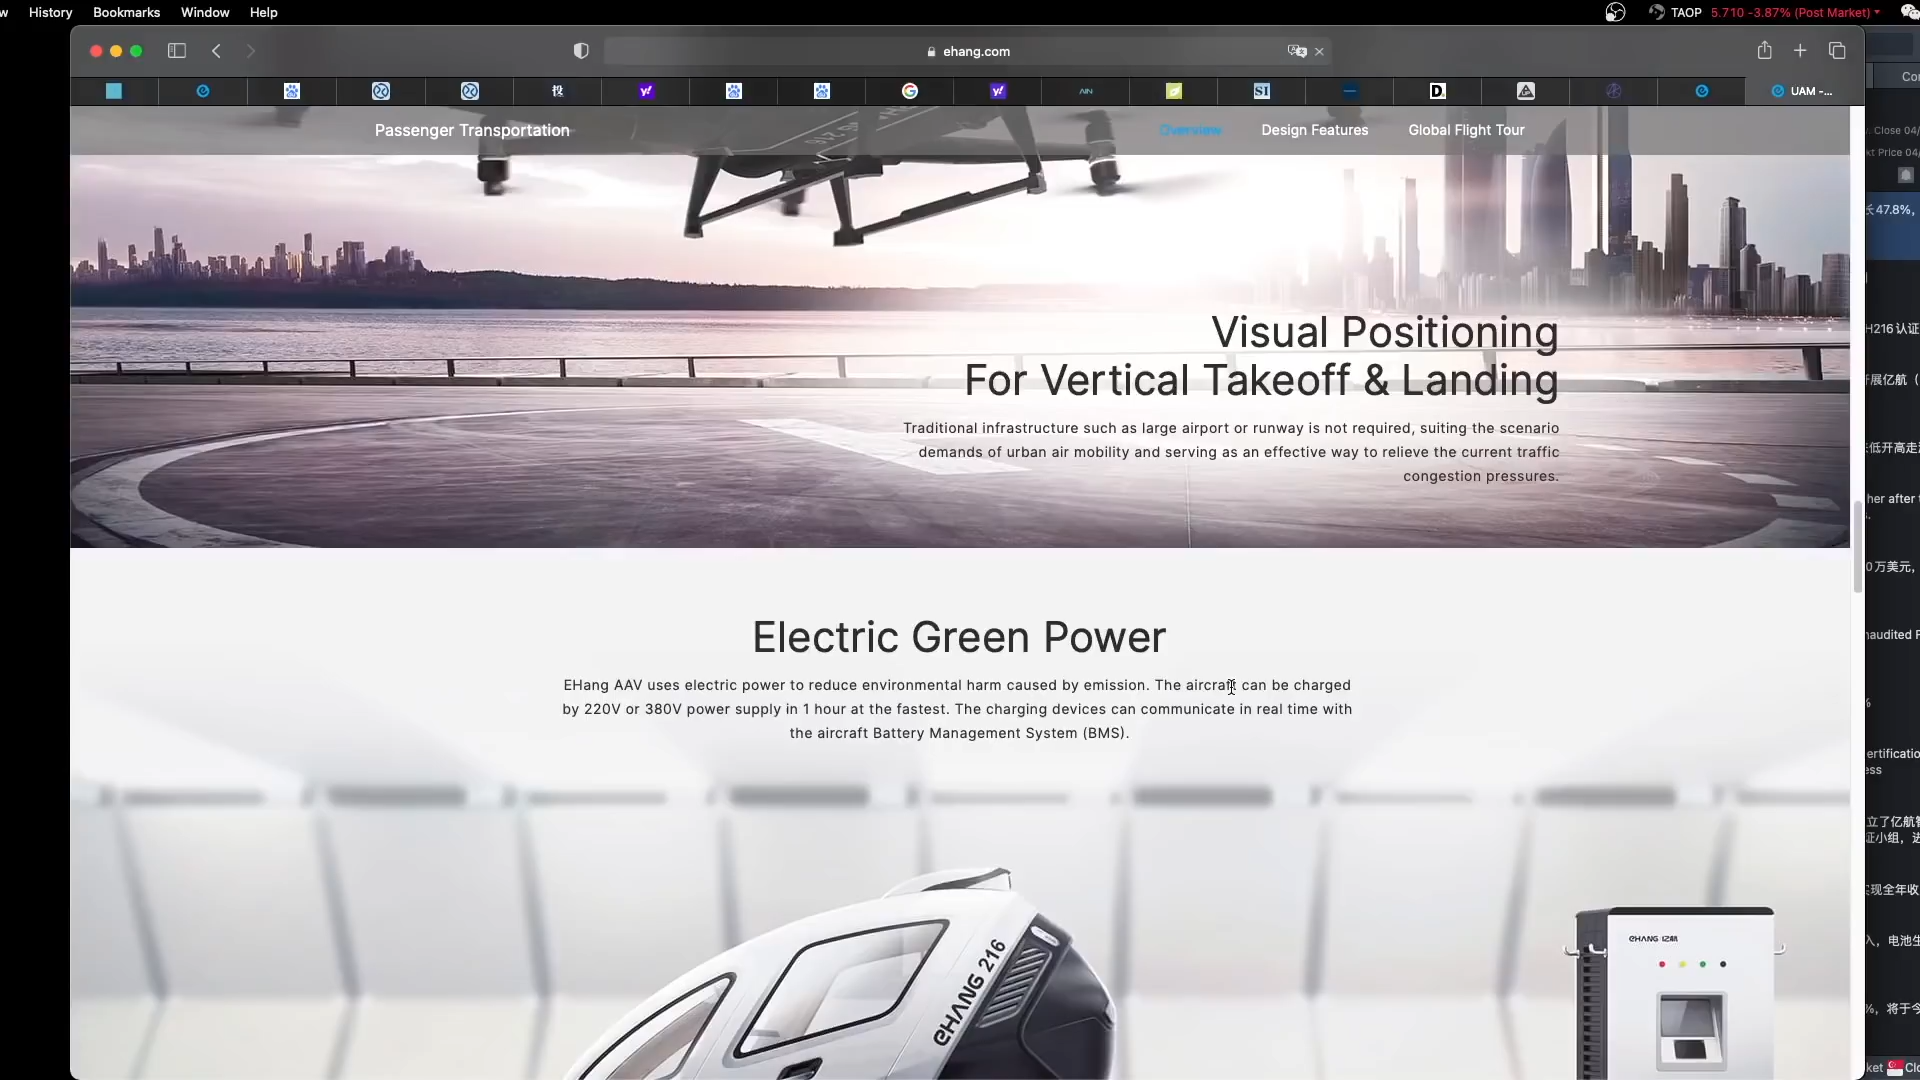 History Bookmarks Window Help
TAOP 5.710 -3.87% (Post Market)
ehang.com
投
y!
y!
AIN
SI
D.
UAM -...
Passenger Transportation
Overview
Design Features
Global Flight Tour
Visual Positioning
For Vertical Takeoff & Landing
Traditional infrastructure such as large airport or runway is not required, suiting the scenario
demands of urban air mobility and serving as an effective way to relieve the current traffic
congestion pressures.
Electric Green Power
EHang AAV uses electric power to reduce environmental harm caused by emission. The aircraft can be charged
by 220V or 380V power supply in 1 hour at the fastest. The charging devices can communicate in real time with
the aircraft Battery Management System (BMS).
EHANG 216
EHANG 亿航
216
Close 04/
Price 04/
长47.8%,
H216 认证
开展亿航（
低开高走
her after t
0万美元,
naudited F
%
ertificatio
ess
立了亿航智
证小组，进
实现全年收
入，电池生
%，将于今
ket